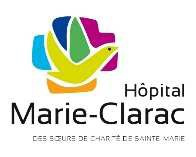 Hôpital
Marie-Clarac
DES SŒURS DE CHARITÉ DE SAINTE-MARIE